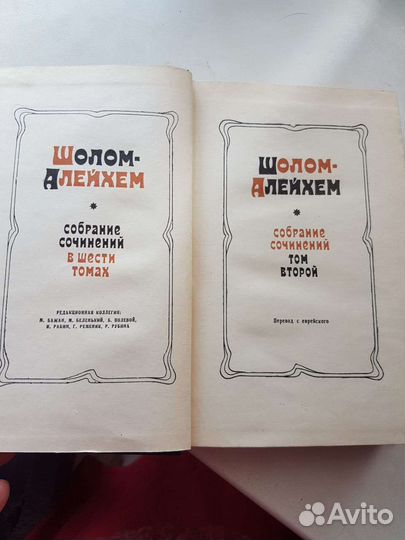 ШОЛОМ-
АЛЕЙХЕМ
*
СОБРАНИЕ
СОЧИНЕНИЙ
В ШЕСТИ
ТОМАХ
РЕДАКЦИОННАЯ КОЛЛЕГИЯ:
М. БАЖАН, М. БЕЛЕНЬКИЙ, Б. ПОЛЕВОЙ,
И. РАБИН, Г. РЕМЕНИК, Р. РУБИНА
ШОЛОМ-
АЛЕЙХЕМ
*
СОБРАНИЕ
СОЧИНЕНИЙ
ТОМ
ВТОРОЙ
Перевод с еврейского
Avito